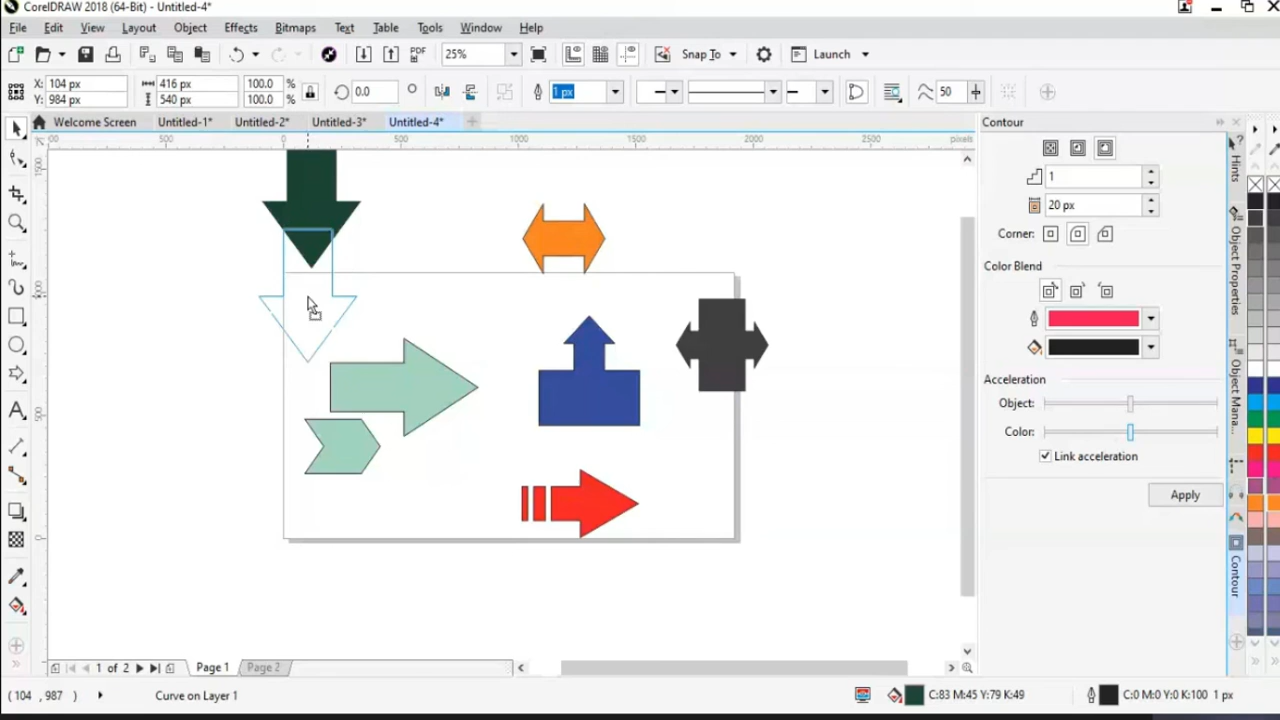 CorelDRAW 2018 (64-Bit) - Untitled-4*
File Edit View Layout Object Effects Bitmaps Text Table Tools Window Help
PDF 25% Snap To Launch
X: 104 px 416 px 100.0 % 0.0 ° 1 px 50
Y: 984 px 540 px 100.0 %
Welcome Screen Untitled-1* Untitled-2* Untitled-3* Untitled-4*
500 0 500 1000 1500 2000 2500 pixels
Contour
1
20 px
Corner:
Color Blend
Acceleration
Object:
Color:
Link acceleration
Apply
Hints
Object Properties
Object Mana...
Contour
1 of 2 Page 1 Page 2
( 104 , 987 ) Curve on Layer 1 C:83 M:45 Y:79 K:49 C:0 M:0 Y:0 K:100 1 px